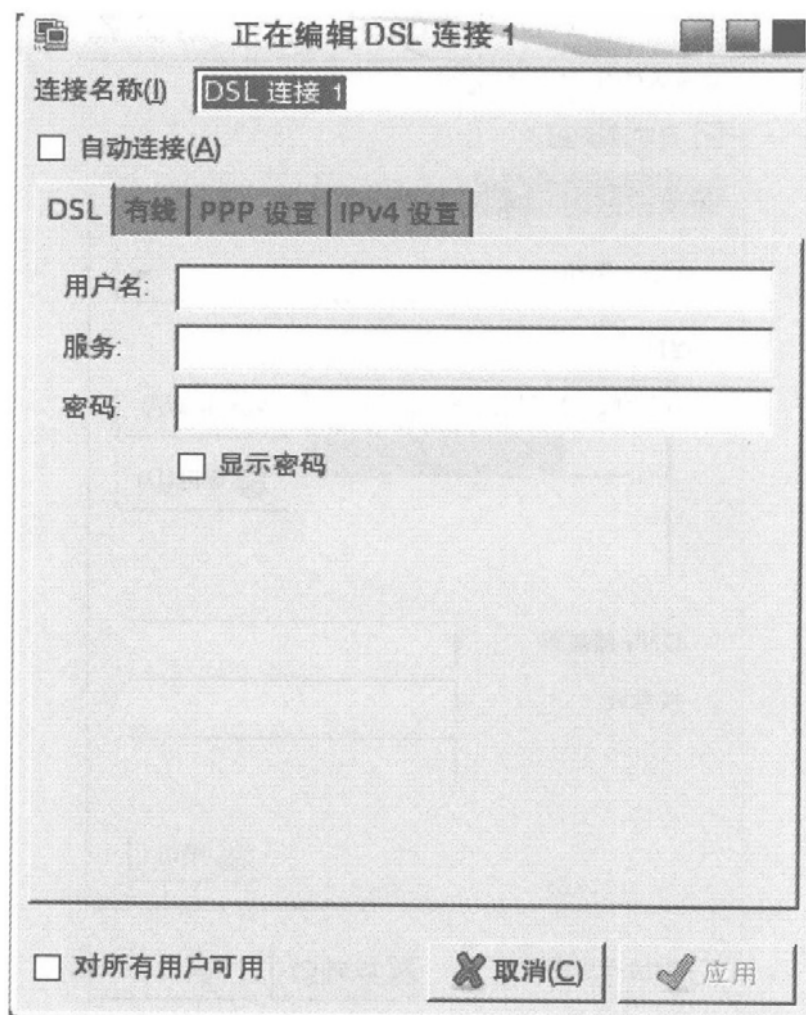 正在编辑 DSL 连接 1
连接名称(I) DSL 连接 1
自动连接(A)
DSL 有线 PPP 设置 IPv4 设置
用户名:
服务:
密码:
显示密码
对所有用户可用 取消(C) 应用